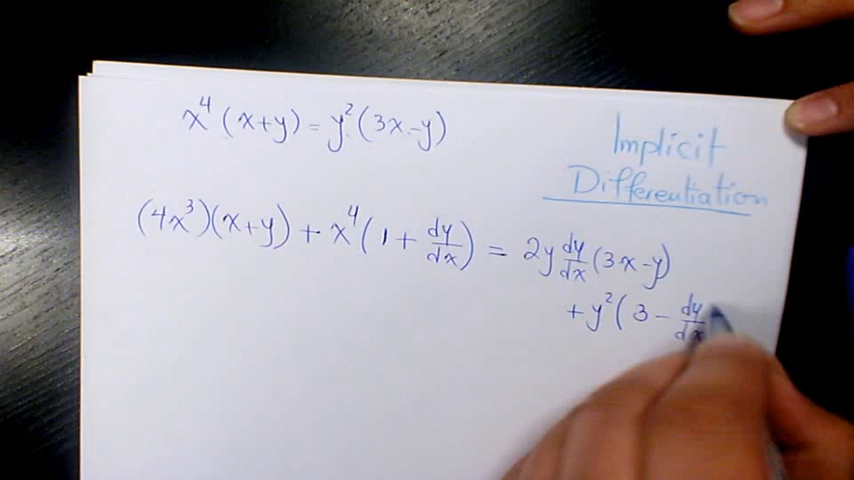 x⁴ (x+y) = y² (3x-y)
Implicit
Differentiation
(4x³)(x+y) + x⁴(1 + dy/dx) = 2y dy/dx (3x-y)
+ y² ( 3 - dy/dx